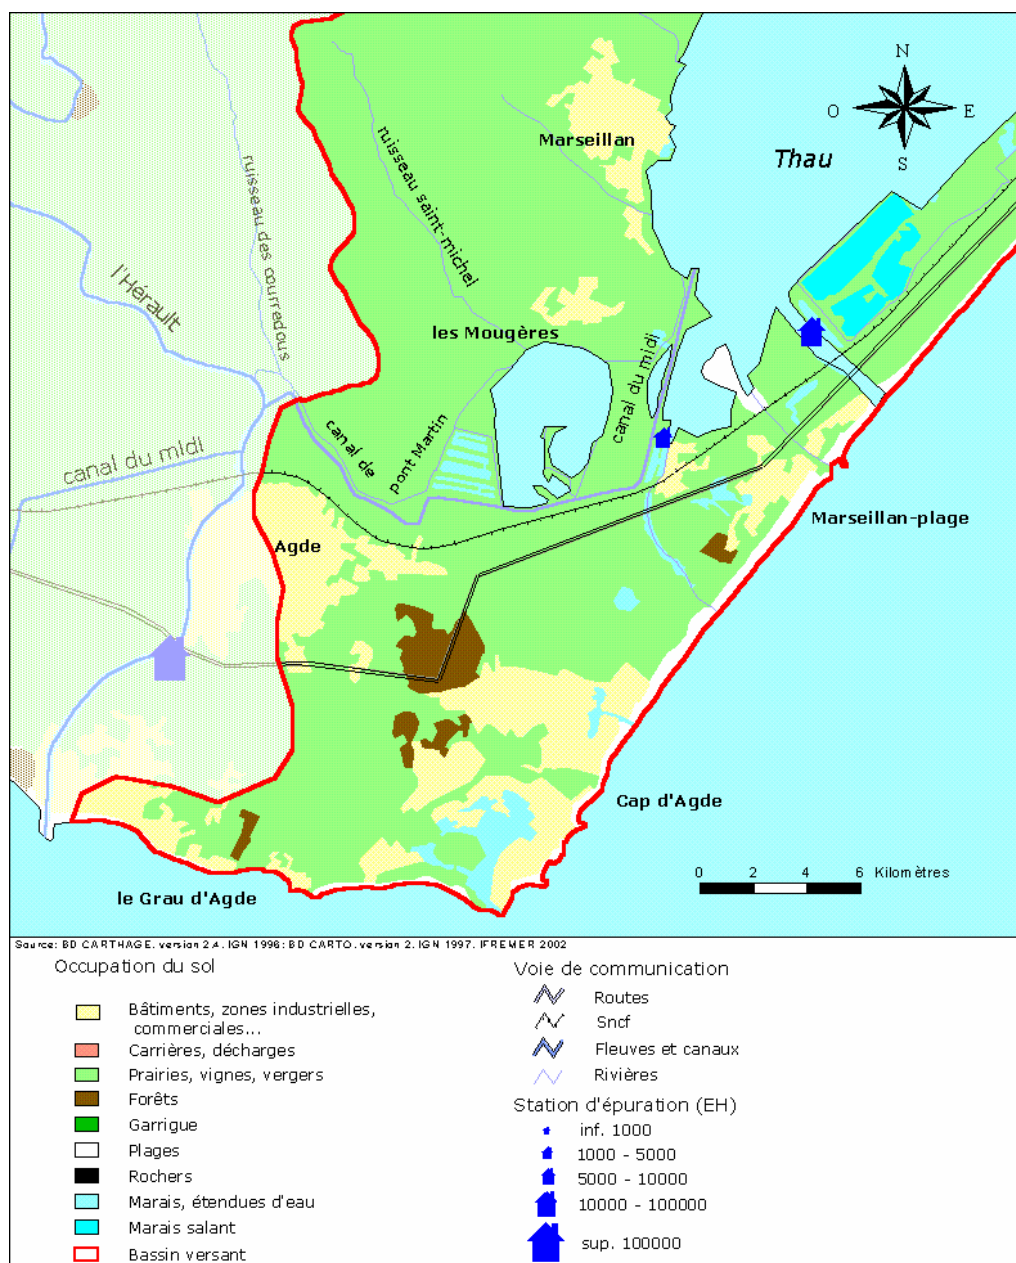 N
Marseillan
O
E
Thau
S
ruisseau saint-michel
ruisseau des courredous
l'Hérault
les Mougères
canal du midi
canal de
pont Martin
canal du midi
Agde
Marseillan-plage
Cap d'Agde
0 2 4 6 Kilomètres
le Grau d'Agde
Source: BD CARTHAGE, version 2.4, IGN 1996; BD CARTO, version 2, IGN 1997, IFREMER 2002
Occupation du sol
Bâtiments, zones industrielles,
commerciales...
Carrières, décharges
Prairies, vignes, vergers
Forêts
Garrigue
Plages
Rochers
Marais, étendues d'eau
Marais salant
Bassin versant
Voie de communication
Routes
Sncf
Fleuves et canaux
Rivières
Station d'épuration (EH)
inf. 1000
1000 - 5000
5000 - 10000
10000 - 100000
sup. 100000